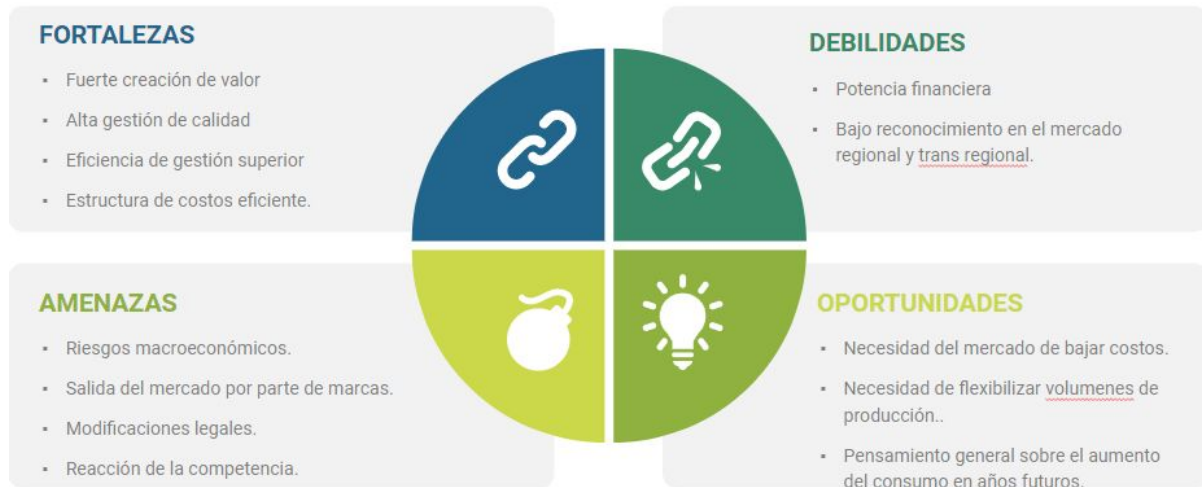 FORTALEZAS
▪ Fuerte creación de valor
▪ Alta gestión de calidad
▪ Eficiencia de gestión superior
▪ Estructura de costos eficiente.
DEBILIDADES
▪ Potencia financiera
▪ Bajo reconocimiento en el mercado
regional y trans regional.
AMENAZAS
▪ Riesgos macroeconómicos.
▪ Salida del mercado por parte de marcas.
▪ Modificaciones legales.
▪ Reacción de la competencia.
OPORTUNIDADES
▪ Necesidad del mercado de bajar costos.
▪ Necesidad de flexibilizar volumenes de
producción..
▪ Pensamiento general sobre el aumento
del consumo en años futuros.